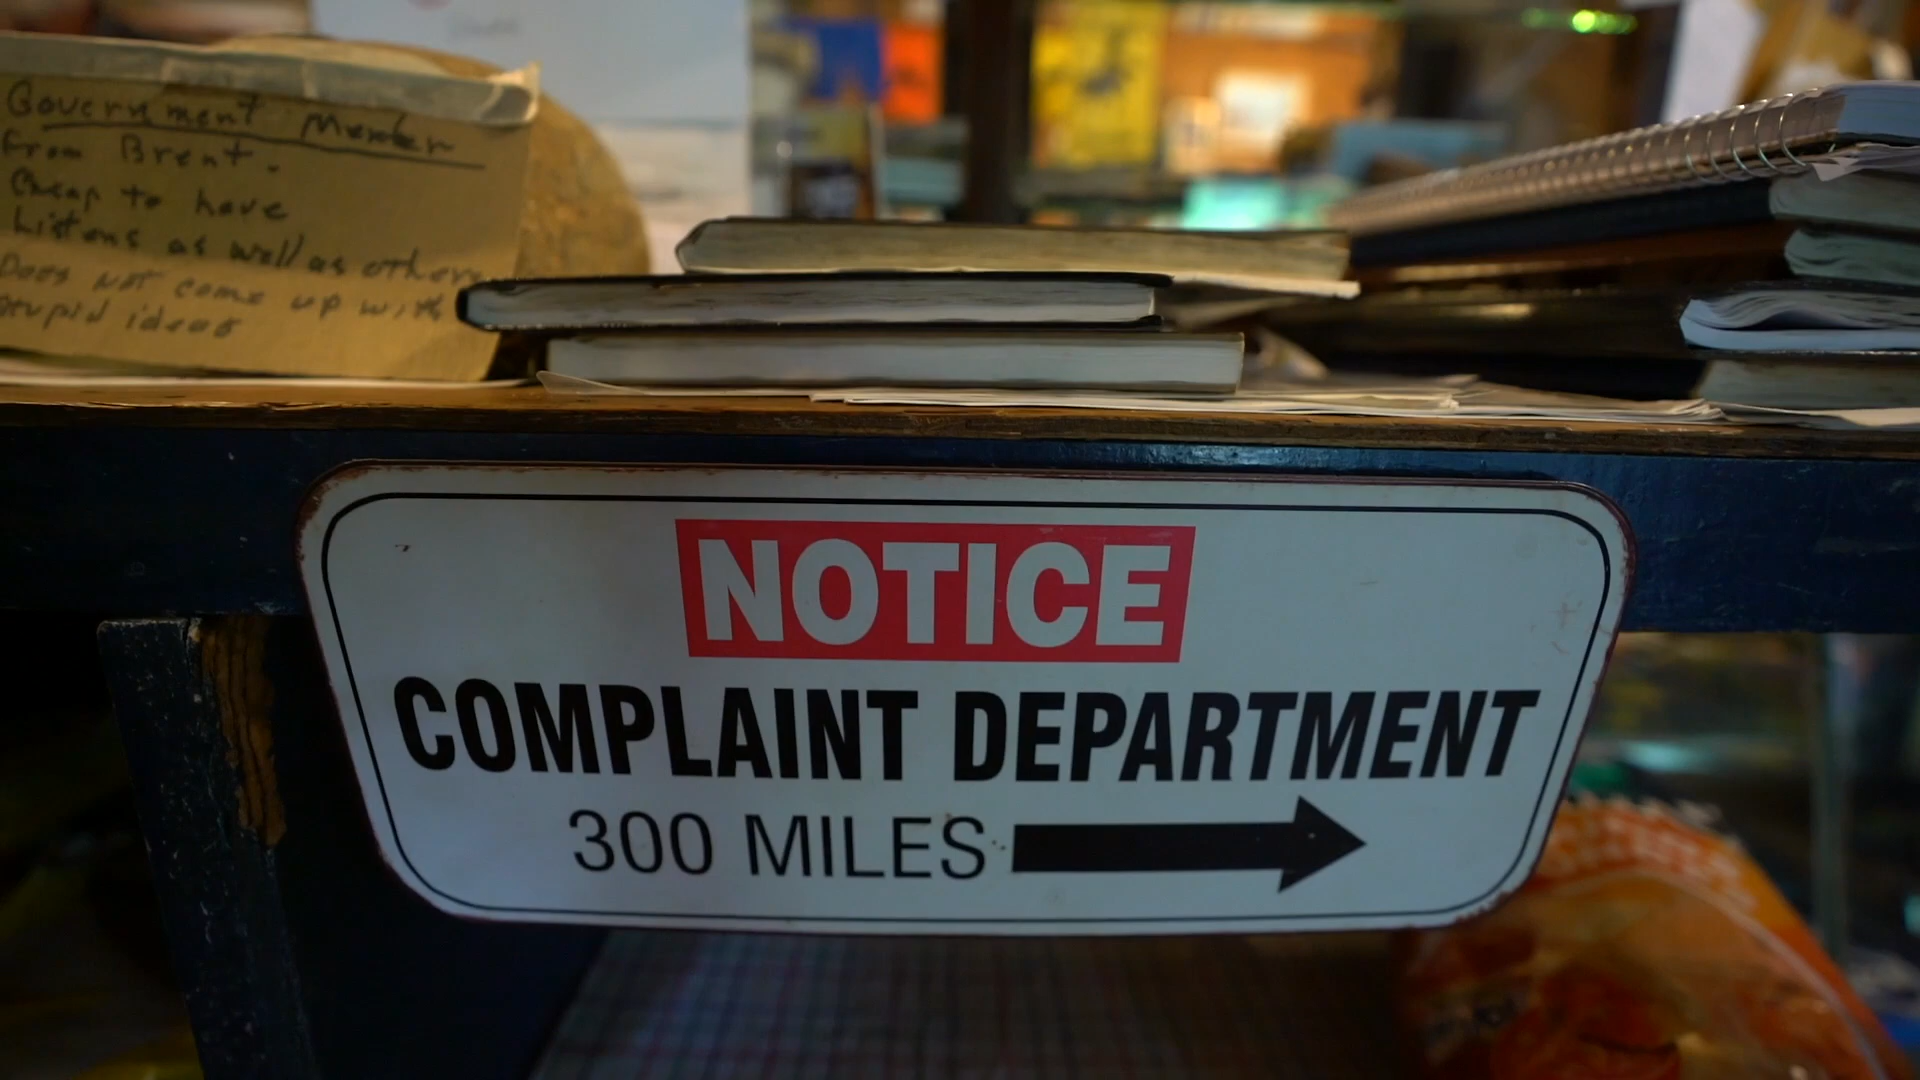 Government Member
from Brent.
Cheap to have
Listens as well as others
Does not come up with
stupid ideas
NOTICE
COMPLAINT DEPARTMENT
300 MILES